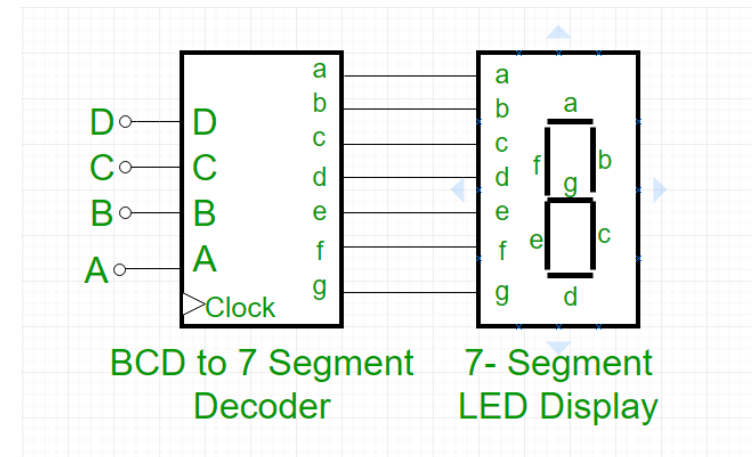 a
b
c
d
e
f
g
D
C
B
A
D
C
B
A
Clock
a
b
c
d
e
f
g
a
f
b
g
e
c
d
BCD to 7 Segment
Decoder
7- Segment
LED Display